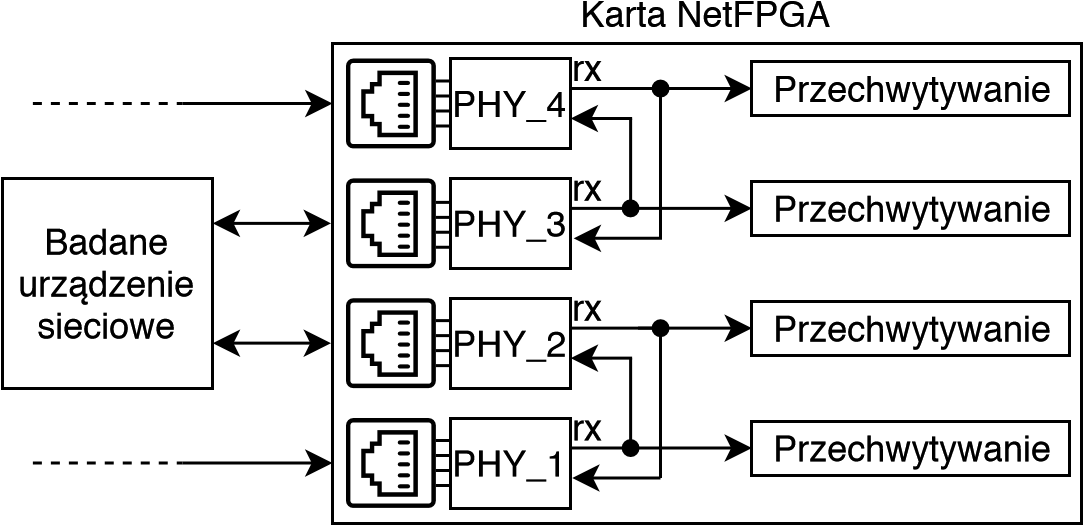 Karta NetFPGA
rx
PHY_4
Przechwytywanie
rx
PHY_3
Przechwytywanie
Badane
urządzenie
sieciowe
rx
PHY_2
Przechwytywanie
rx
PHY_1
Przechwytywanie